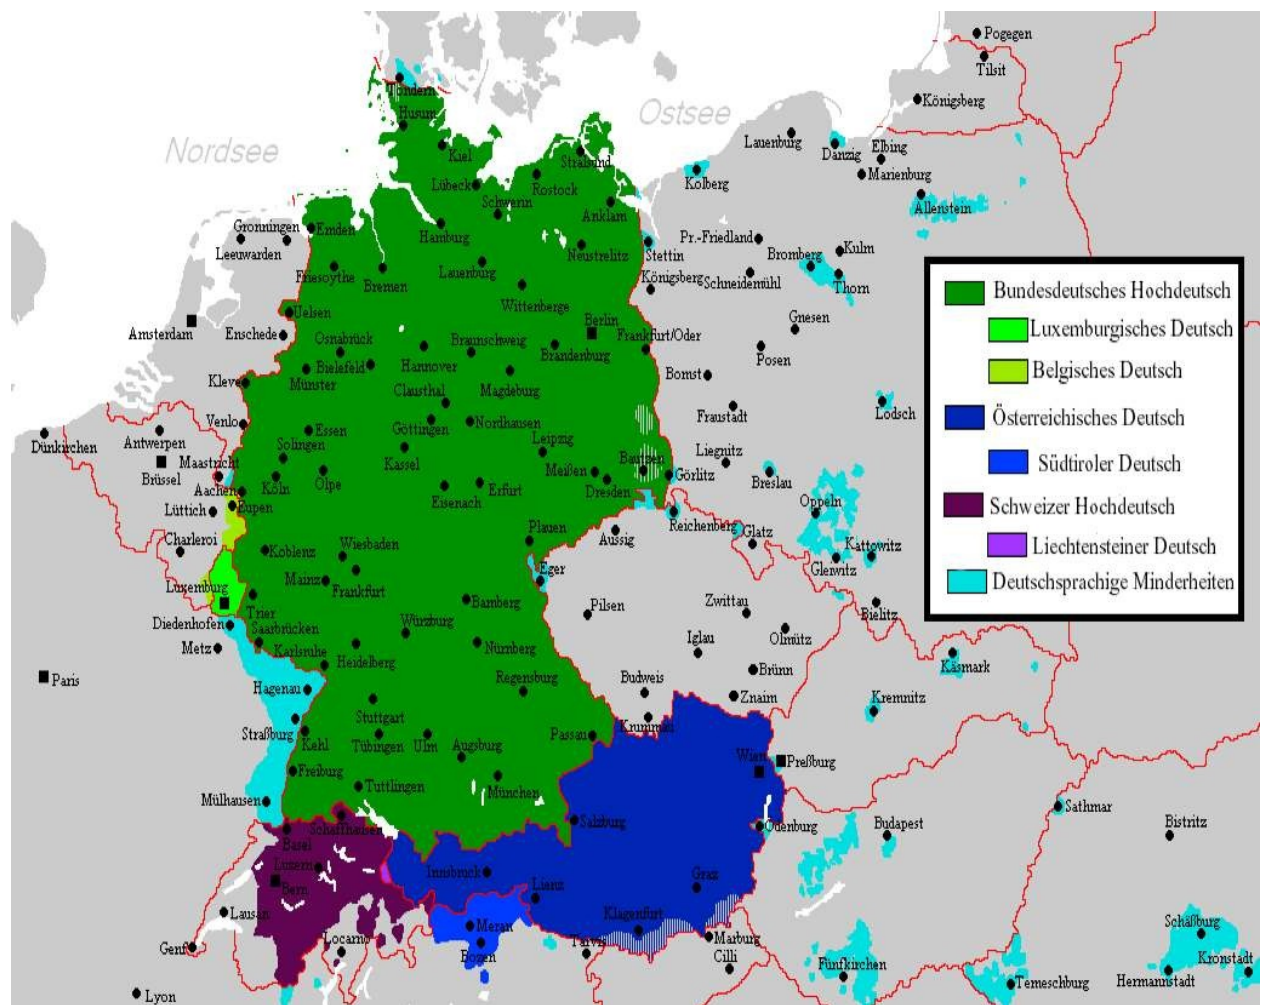 Pogegen
Tilsit
Königsberg
Nordsee
Ostsee
Tondern
Husum
Kiel
Lübeck
Schwerin
Hamburg
Stralsund
Rostock
Anklam
Neustrelitz
Lauenburg
Danzig
Elbing
Marienburg
Kolberg
Allenstein
Gronningen
Leeuwarden
Emden
Friesoythe
Bremen
Lauenburg
Wittenberge
Stettin
Königsberg
Pr.-Friedland
Schneidemühl
Bromberg
Kulm
Thorn
Gnesen
Posen
Amsterdam
Enschede
Uelsen
Osnabrück
Bielefeld
Münster
Hannover
Braunschweig
Magdeburg
Berlin
Brandenburg
Frankfurt/Oder
Bomst
Fraustadt
Lodsch
Kleve
Venlo
Clausthal
Göttingen
Nordhausen
Kassel
Essen
Solingen
Köln
Olpe
Leipzig
Meißen
Dresden
Bautzen
Görlitz
Liegnitz
Breslau
Dünkirchen
Antwerpen
Brüssel
Maastricht
Aachen
Eupen
Lüttich
Charleroi
Eisenach
Erfurt
Plauen
Aussig
Reichenberg
Glatz
Oppeln
Kattowitz
Gleiwitz
Bielitz
Koblenz
Wiesbaden
Mainz
Frankfurt
Bamberg
Eger
Pilsen
Zwittau
Olmütz
Iglau
Brünn
Znaim
Budweis
Krummau
Luxemburg
Trier
Diedenhofen
Metz
Saarbrücken
Karlsruhe
Heidelberg
Würzburg
Nürnberg
Regensburg
Käsmark
Kremnitz
Paris
Hagenau
Straßburg
Kehl
Stuttgart
Tübingen
Ulm
Augsburg
Passau
Wien
Preßburg
Freiburg
Tuttlingen
München
Mülhausen
Schaffhausen
Basel
Luzern
Bern
Salzburg
Ödenburg
Budapest
Sathmar
Bistritz
Innsbruck
Lienz
Graz
Klagenfurt
Lausan
Genf
Locarno
Meran
Bozen
Tarvis
Marburg
Cilli
Fünfkirchen
Temeschburg
Schäßburg
Kronstadt
Hermannstadt
Lyon
Bundesdeutsches Hochdeutsch
Luxemburgisches Deutsch
Belgisches Deutsch
Österreichisches Deutsch
Südtiroler Deutsch
Schweizer Hochdeutsch
Liechtensteiner Deutsch
Deutschsprachige Minderheiten